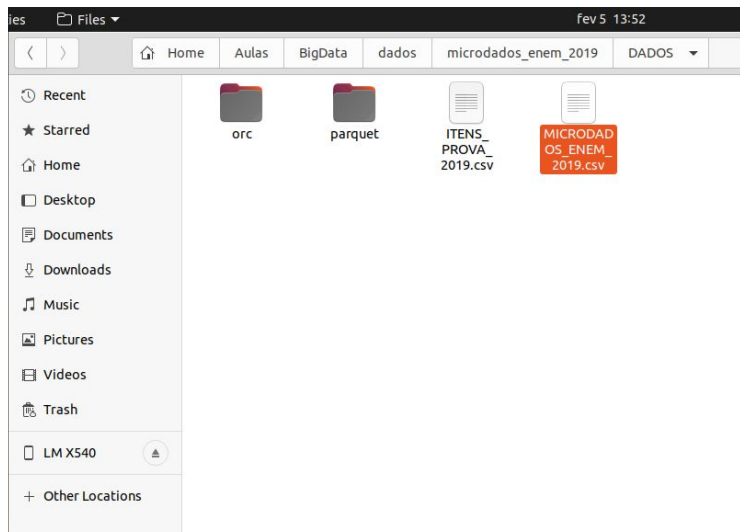 ies Files fev 5 13:52
Home Aulas BigData dados microdados_enem_2019 DADOS
Recent
Starred
Home
Desktop
Documents
Downloads
Music
Pictures
Videos
Trash
LM X540
+ Other Locations
orc
parquet
ITENS_
PROVA_
2019.csv
MICRODAD
OS_ENEM_
2019.csv